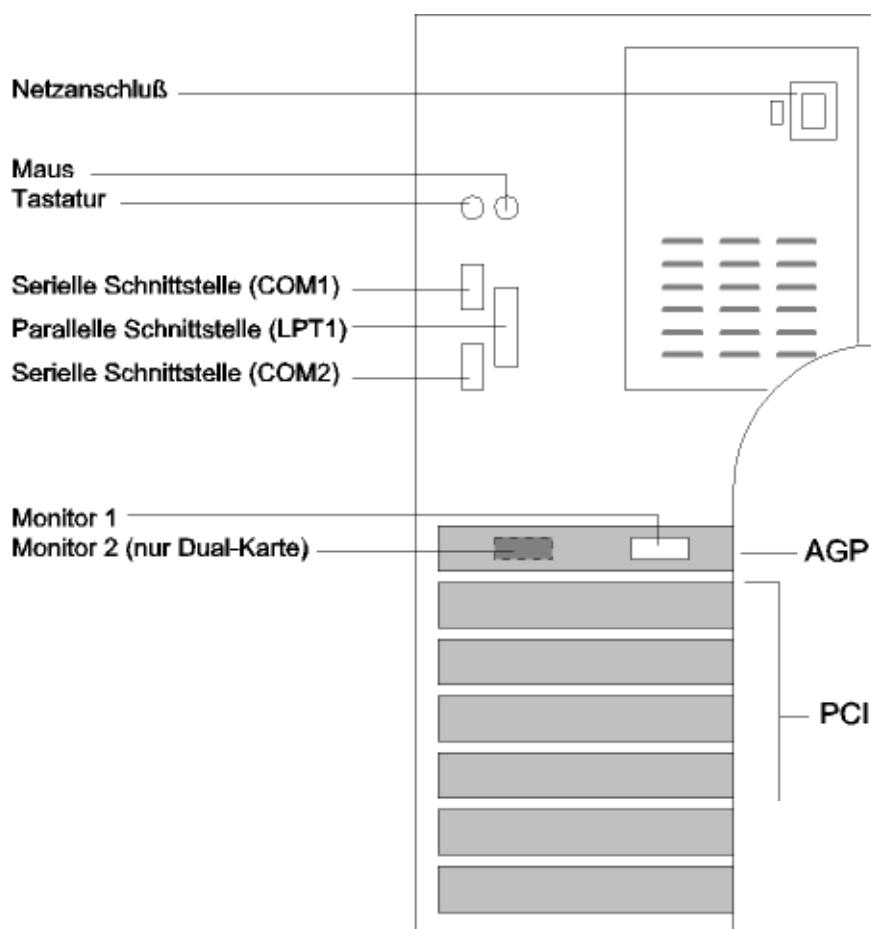 Netzanschluß
Maus
Tastatur
Serielle Schnittstelle (COM1)
Parallelle Schnittstelle (LPT1)
Serielle Schnittstelle (COM2)
Monitor 1
Monitor 2 (nur Dual-Karte)
AGP
PCI